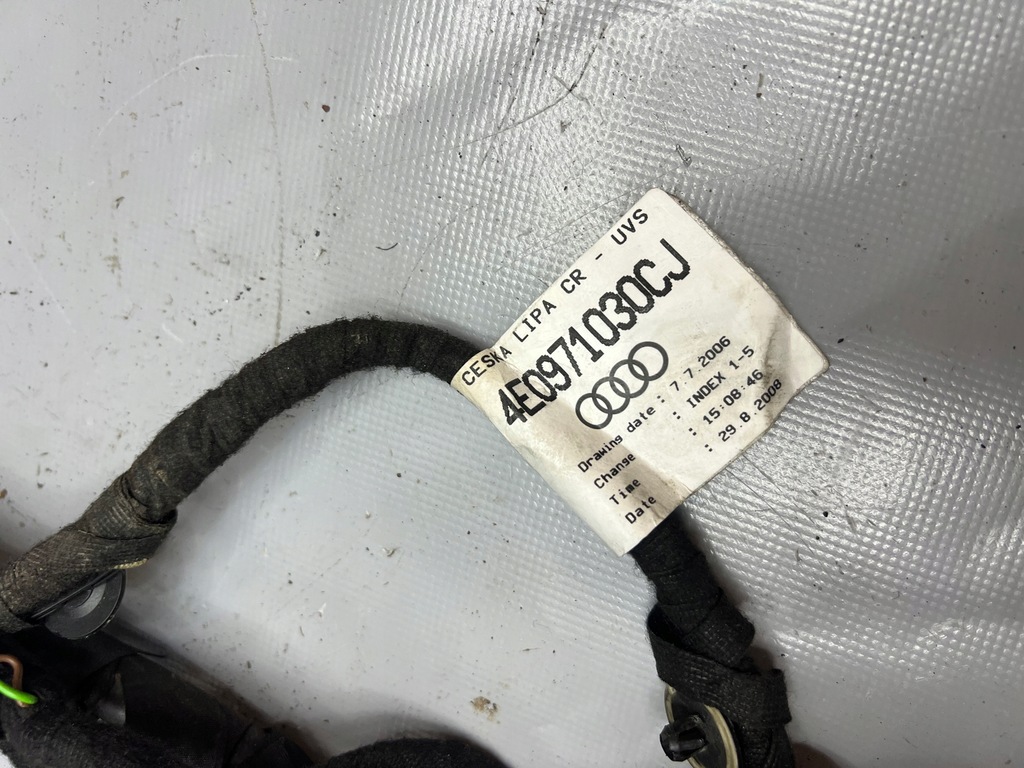 CESKA LIPA CR - UVS
4E0971030CJ
Drawing date : 7.7.2006
Change : INDEX 1-5
Time : 15:08:46
Date : 29.8.2008